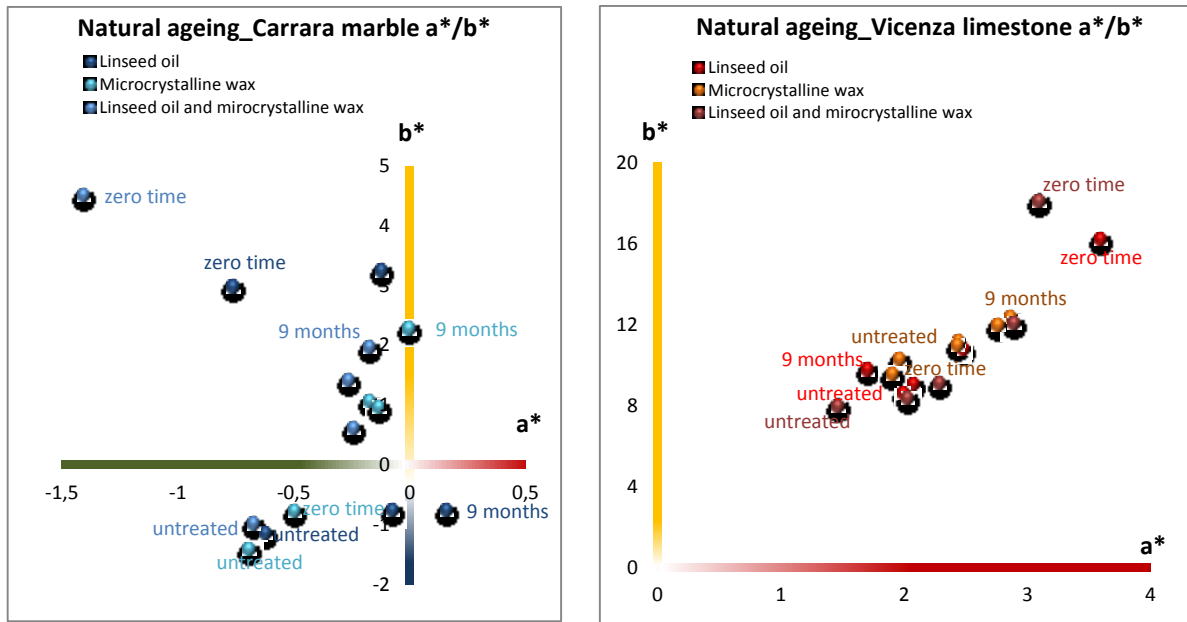 Natural ageing_Carrara marble a*/b*
Linseed oil
Microcrystalline wax
Linseed oil and mirocrystalline wax
b*
5
zero time
4
zero time
3
9 months
9 months
2
1
a*
0
-1,5
-1
-0,5
0
0,5
zero time
9 months
untreated
-1
untreated
untreated
-2
Natural ageing_Vicenza limestone a*/b*
Linseed oil
Microcrystalline wax
Linseed oil and mirocrystalline wax
b*
20
zero time
16
zero time
9 months
12
untreated
9 months
zero time
untreated
8
untreated
4
a*
0
0
1
2
3
4